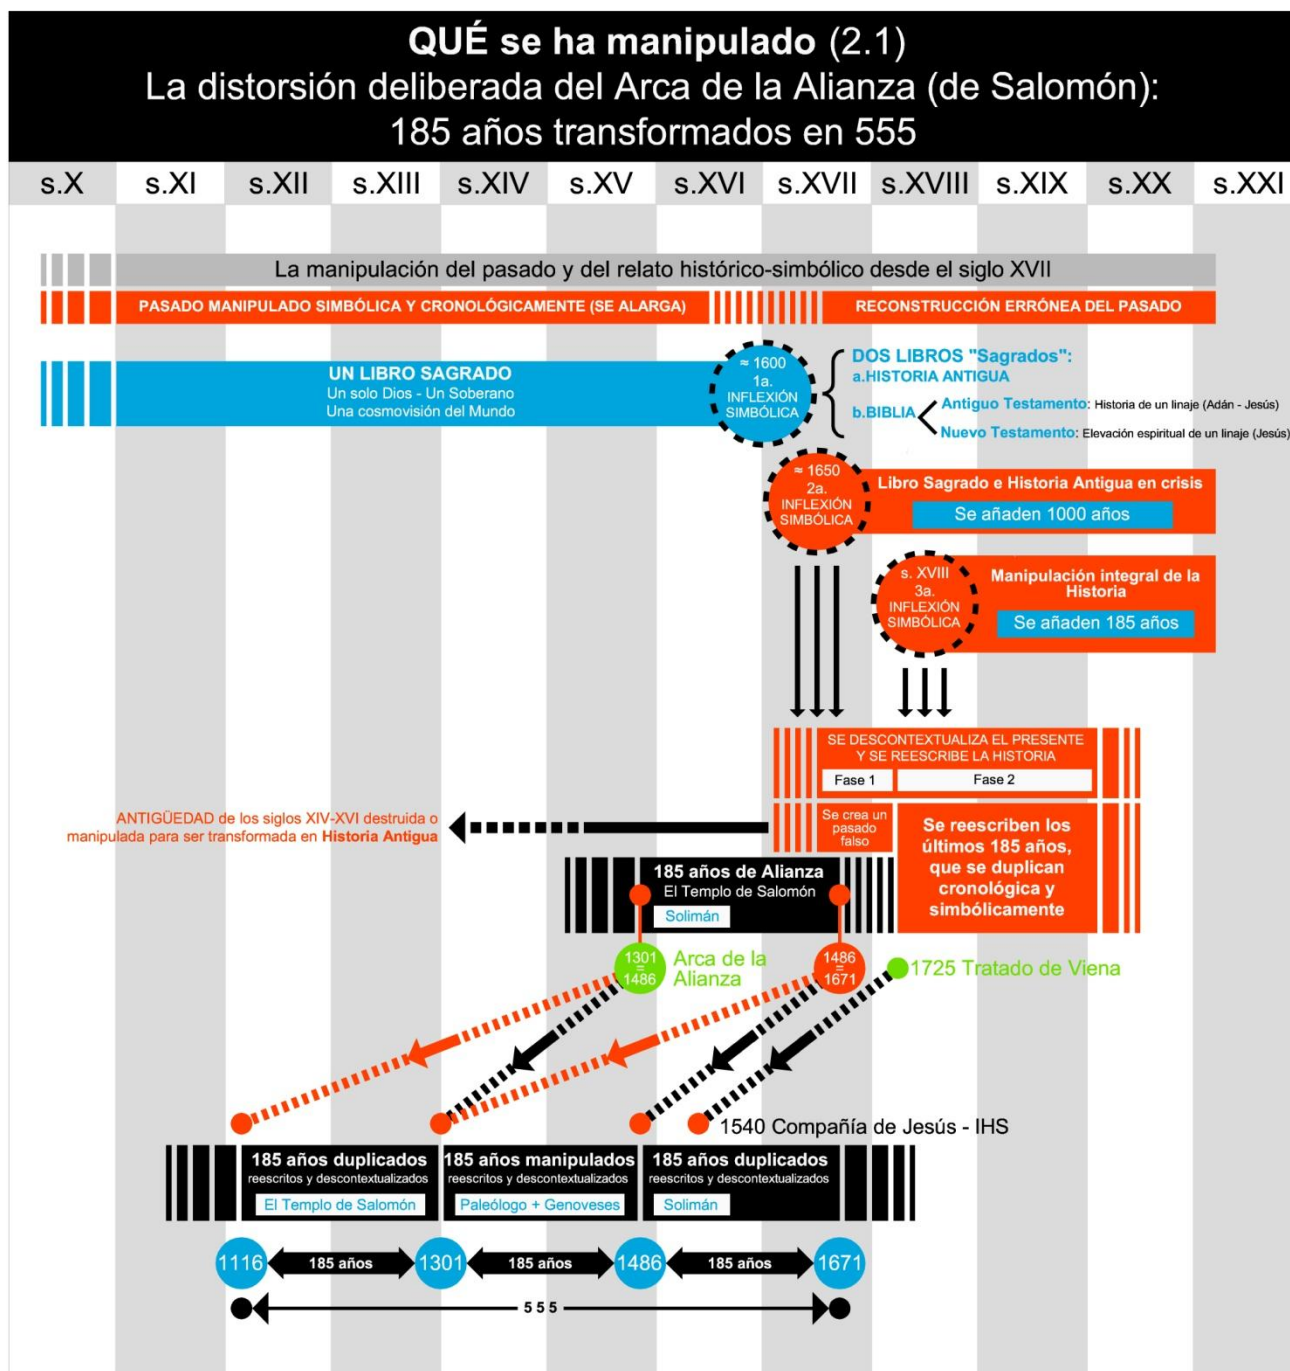 QUÉ se ha manipulado (2.1)
La distorsión deliberada del Arca de la Alianza (de Salomón):
185 años transformados en 555
s.X s.XI s.XII s.XIII s.XIV s.XV s.XVI s.XVII s.XVIII s.XIX s.XX s.XXI
La manipulación del pasado y del relato histórico-simbólico desde el siglo XVII
PASADO MANIPULADO SIMBÓLICA Y CRONOLÓGICAMENTE (SE ALARGA)
RECONSTRUCCIÓN ERRÓNEA DEL PASADO
UN LIBRO SAGRADO
Un solo Dios - Un Soberano
Una cosmovisión del Mundo
≈ 1600
1a.
INFLEXIÓN
SIMBÓLICA
DOS LIBROS "Sagrados":
a.HISTORIA ANTIGUA
b.BIBLIA
Antiguo Testamento: Historia de un linaje (Adán - Jesús)
Nuevo Testamento: Elevación espiritual de un linaje (Jesús)
≈ 1650
2a.
INFLEXIÓN
SIMBÓLICA
Libro Sagrado e Historia Antigua en crisis
Se añaden 1000 años
s. XVIII
3a.
INFLEXIÓN
SIMBÓLICA
Manipulación integral de la
Historia
Se añaden 185 años
SE DESCONTEXTUALIZA EL PRESENTE
Y SE REESCRIBE LA HISTORIA
Fase 1
Fase 2
ANTIGÜEDAD de los siglos XIV-XVI destruida o
manipulada para ser transformada en Historia Antigua
Se crea un
pasado
falso
Se reescriben los
últimos 185 años,
que se duplican
cronológica y
simbólicamente
185 años de Alianza
El Templo de Salomón
Solimán
1301
=
1486
Arca de la
Alianza
1486
=
1671
1725 Tratado de Viena
1540 Compañía de Jesús - IHS
185 años duplicados
reescritos y descontextualizados
El Templo de Salomón
185 años manipulados
reescritos y descontextualizados
Paleólogo + Genoveses
185 años duplicados
reescritos y descontextualizados
Solimán
1116 185 años 1301 185 años 1486 185 años 1671
5 5 5